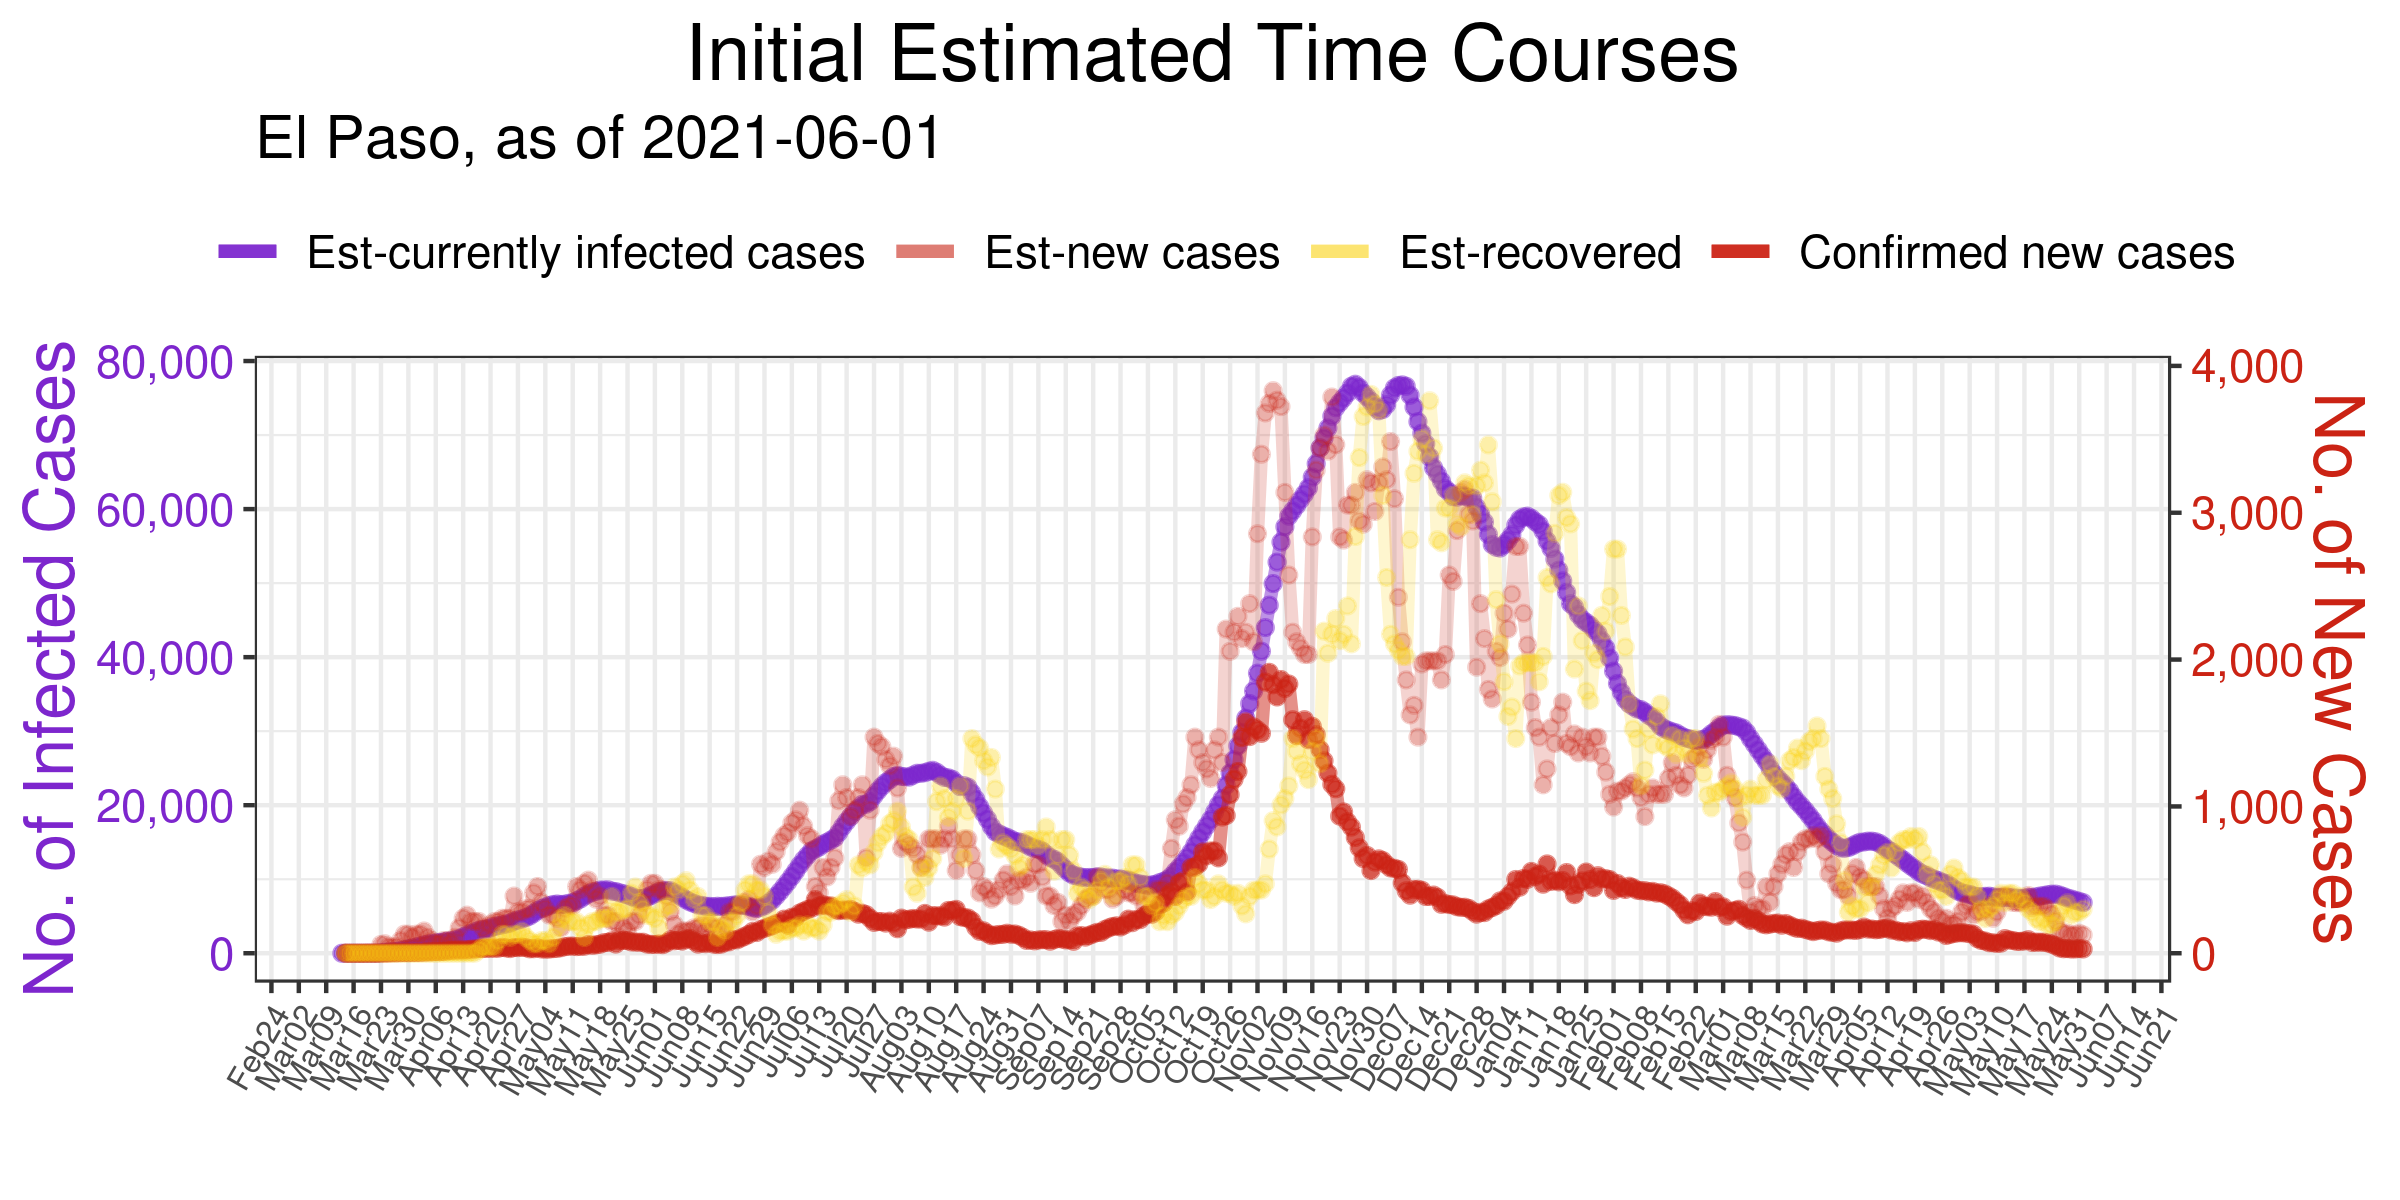 Initial Estimated Time Courses
El Paso, as of 2021-06-01
Est-currently infected cases Est-new cases Est-recovered Confirmed new cases
No. of Infected Cases
80,000
60,000
40,000
20,000
0
4,000
3,000
2,000
1,000
0
No. of New Cases
Feb24 Mar02 Mar09 Mar16 Mar23 Mar30 Apr06 Apr13 Apr20 Apr27 May04 May11 May18 May25 Jun01 Jun08 Jun15 Jun22 Jun29 Jul06 Jul13 Jul20 Jul27 Aug03 Aug10 Aug17 Aug24 Aug31 Sep07 Sep14 Sep21 Sep28 Oct05 Oct12 Oct19 Oct26 Nov02 Nov09 Nov16 Nov23 Nov30 Dec07 Dec14 Dec21 Dec28 Jan04 Jan11 Jan18 Jan25 Feb01 Feb08 Feb15 Feb22 Mar01 Mar08 Mar15 Mar22 Mar29 Apr05 Apr12 Apr19 Apr26 May03 May10 May17 May24 May31 Jun07 Jun14 Jun21